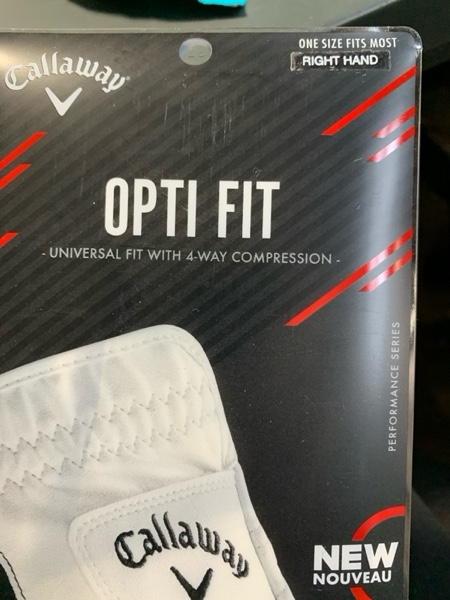 ONE SIZE FITS MOST
RIGHT HAND
Callaway
OPTI FIT
- UNIVERSAL FIT WITH 4-WAY COMPRESSION -
PERFORMANCE SERIES
Callaway
NEW
NOUVEAU